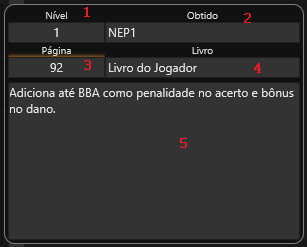 Nível 1 Obtido 2
1 NEP1
Página Livro
92 3 Livro do Jogador 4
Adiciona até BBA como penalidade no acerto e bônus
no dano.
5